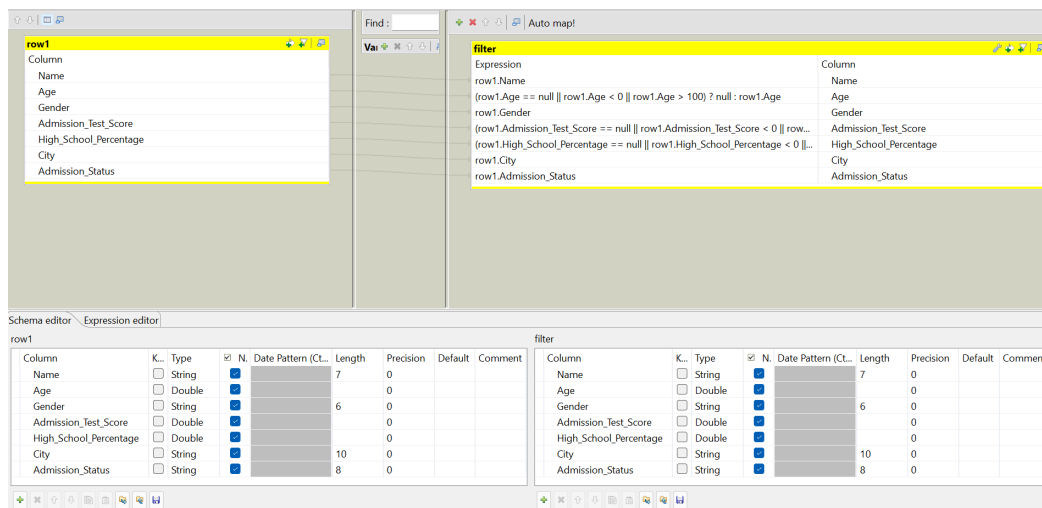 Find :
Auto map!
row1
Column
Name
Age
Gender
Admission_Test_Score
High_School_Percentage
City
Admission_Status
Var
filter
Expression Column
row1.Name Name
(row1.Age == null || row1.Age < 0 || row1.Age > 100) ? null : row1.Age Age
row1.Gender Gender
(row1.Admission_Test_Score == null || row1.Admission_Test_Score < 0 || row... Admission_Test_Score
(row1.High_School_Percentage == null || row1.High_School_Percentage < 0 ||... High_School_Percentage
row1.City City
row1.Admission_Status Admission_Status
Schema editor Expression editor
row1
Column K... Type N. Date Pattern (Ct... Length Precision Default Comment
Name String 7 0
Age Double 0
Gender String 6 0
Admission_Test_Score Double 0
High_School_Percentage Double 0
City String 10 0
Admission_Status String 8 0
filter
Column K... Type N. Date Pattern (Ct... Length Precision Default Commen
Name String 7 0
Age Double 0
Gender String 6 0
Admission_Test_Score Double 0
High_School_Percentage Double 0
City String 10 0
Admission_Status String 8 0